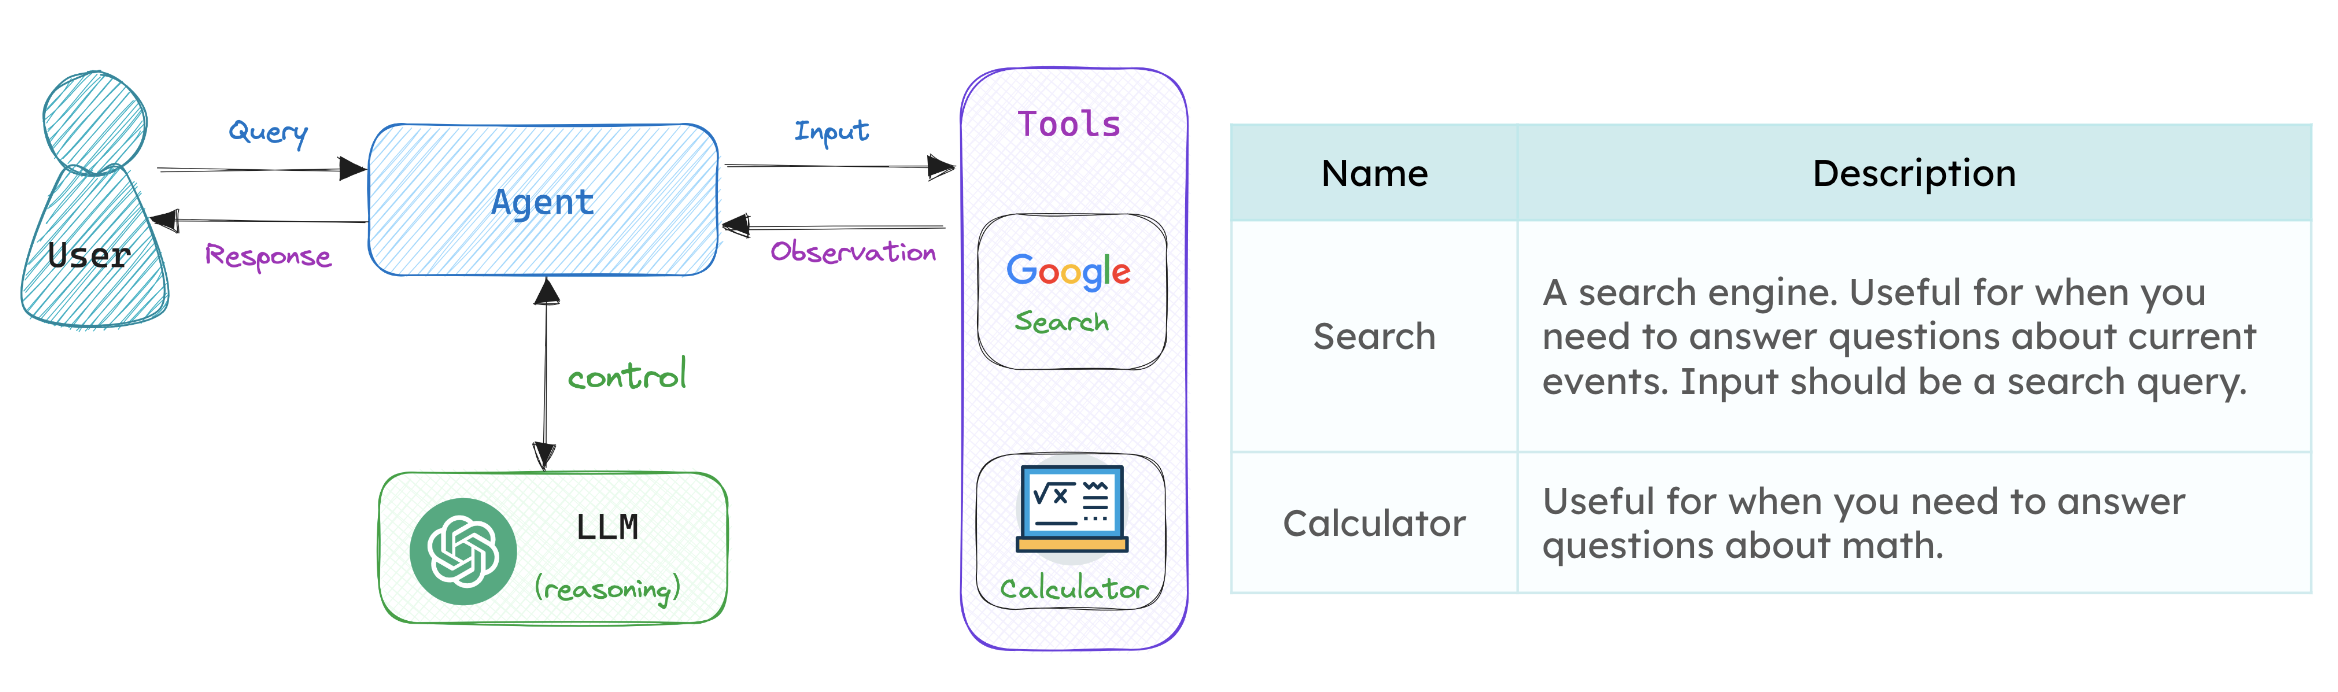 Query
Response
User
Agent
Input
Observation
control
LLM
(reasoning)
Tools
Google
Search
√x
Calculator
Name
Description
Search
A search engine. Useful for when you
need to answer questions about current
events. Input should be a search query.
Calculator
Useful for when you need to answer
questions about math.